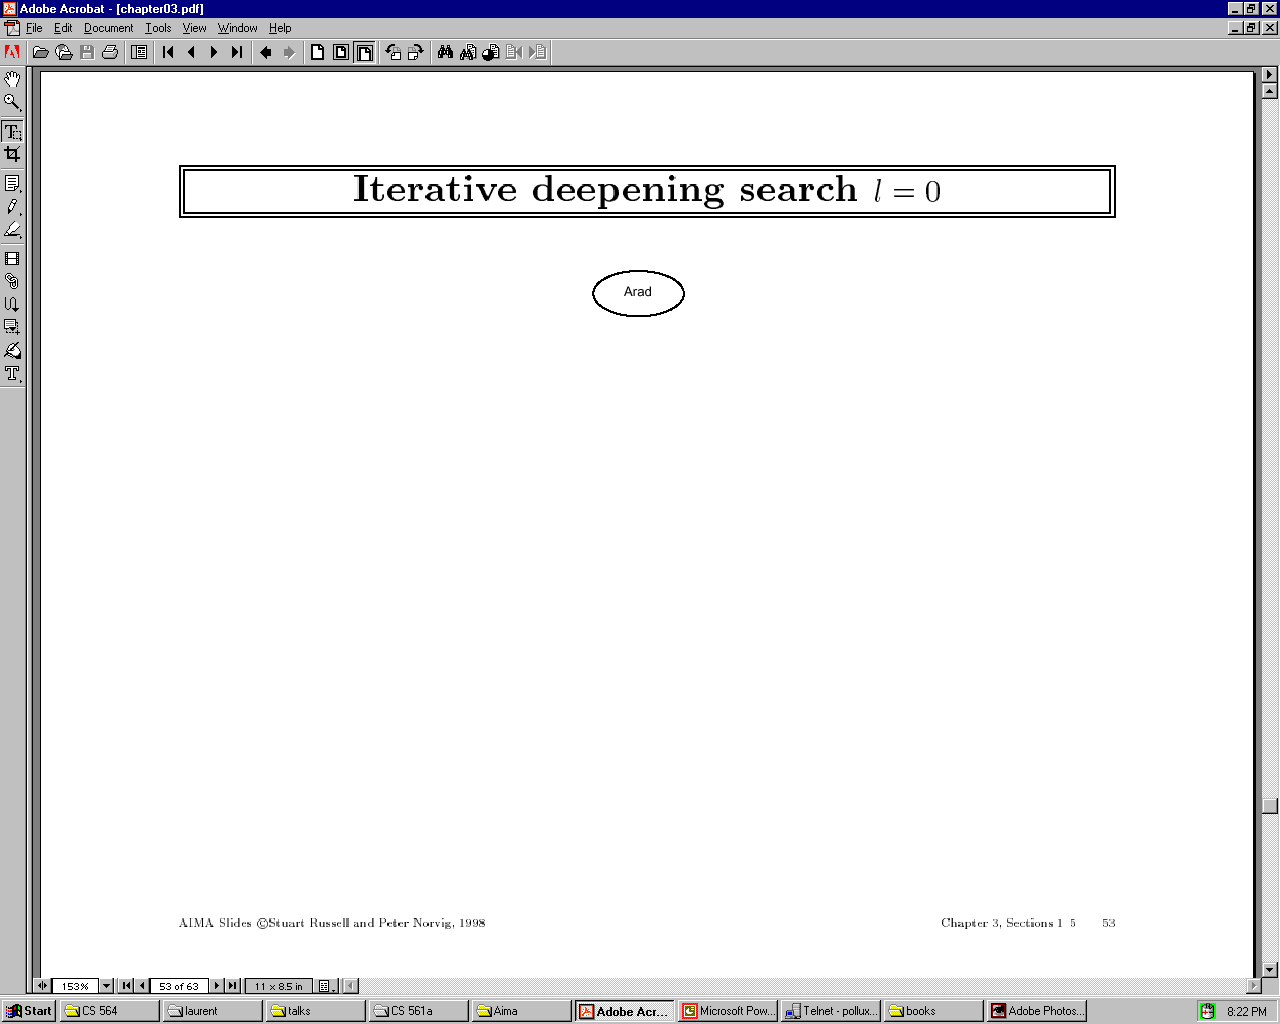 Adobe Acrobat - [chapter03.pdf]
File Edit Document Tools View Window Help
Iterative deepening search l = 0
Arad
AIMA Slides ©Stuart Russell and Peter Norvig, 1998
Chapter 3, Sections 1 5 53
153% 53 of 63 11 x 8.5 in
Start CS 564 laurent talks CS 561a Aima Adobe Acr... Microsoft Pow... Telnet - pollux... books Adobe Photos... 8:22 PM